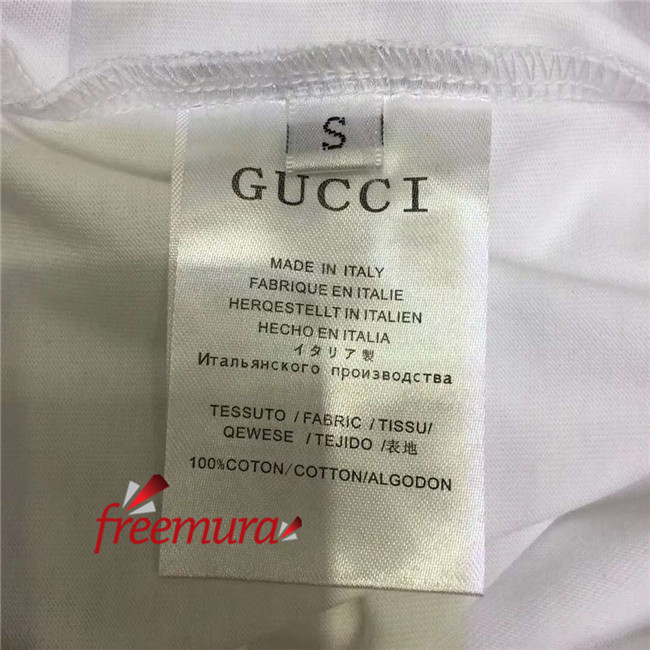 S
GUCCI
MADE IN ITALY
FABRIQUE EN ITALIE
HERQESTELLT IN ITALIEN
HECHO EN ITALIA
イタリア製
Итальянского производства
TESSUTO / FABRIC / TISSU/
QEWESE / TEJIDO / 表地
100%COTON/COTTON/ALGODON
freemura